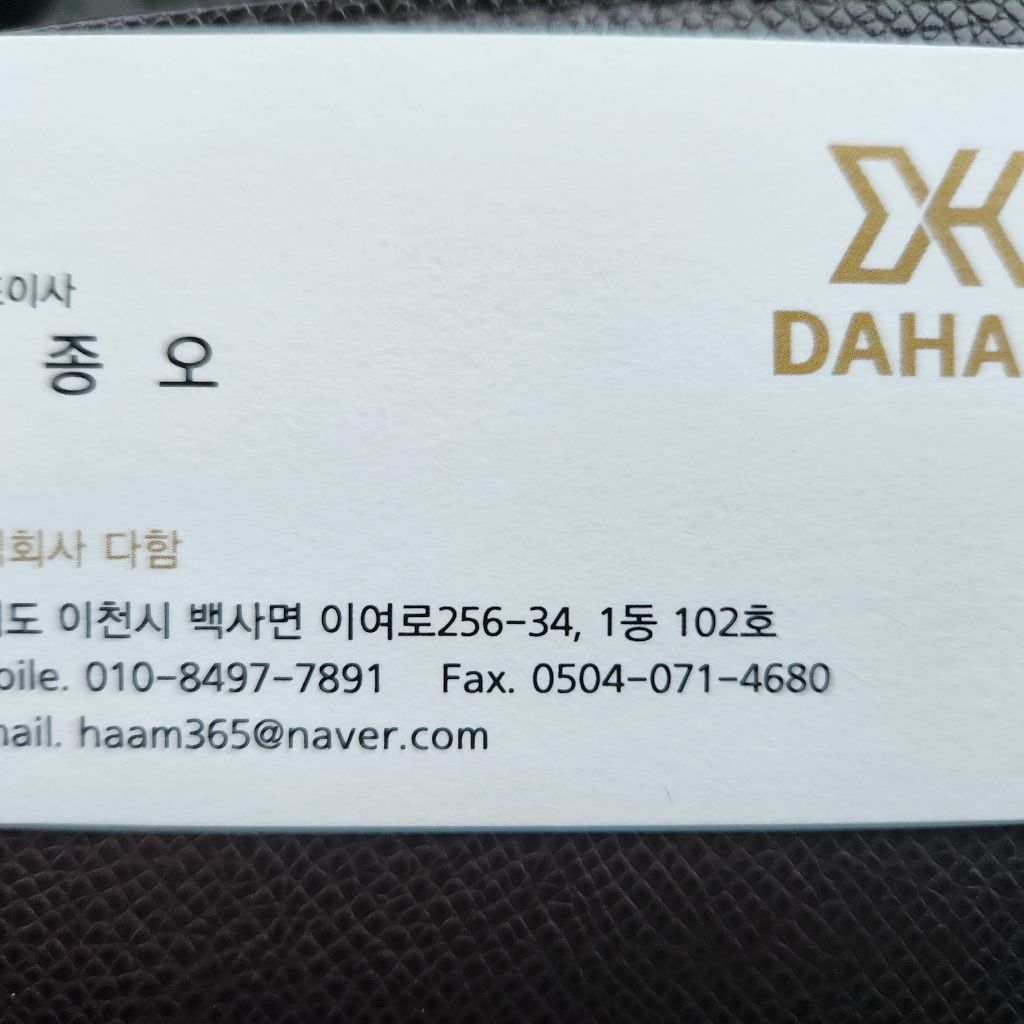 이사
종 오
DAHA
회사 다함
도 이천시 백사면 이여로256-34, 1동 102호
010-8497-7891 Fax. 0504-071-4680
haam365@naver.com